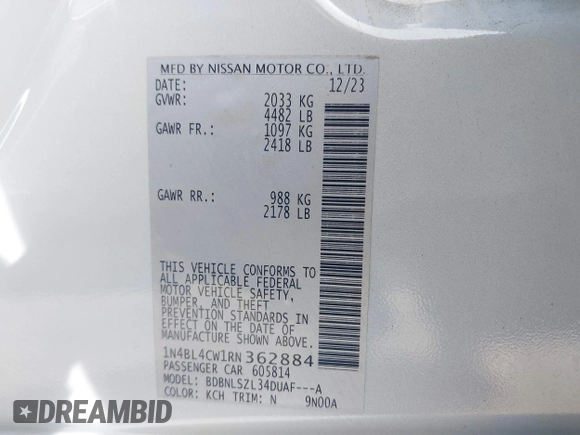 MFD BY NISSAN MOTOR CO., LTD.
DATE: 12/23
GVWR: 2033 KG
4482 LB
GAWR FR.: 1097 KG
2418 LB
GAWR RR.: 988 KG
2178 LB
THIS VEHICLE CONFORMS TO
ALL APPLICABLE FEDERAL
MOTOR VEHICLE SAFETY,
BUMPER, AND THEFT
PREVENTION STANDARDS IN
EFFECT ON THE DATE OF
MANUFACTURE SHOWN ABOVE.
1N4BL4CW1RN362884
PASSENGER CAR 605814
MODEL: BDBNLSZL34DUAF---A
COLOR: KCH TRIM: N 9N00A
DREAMBID